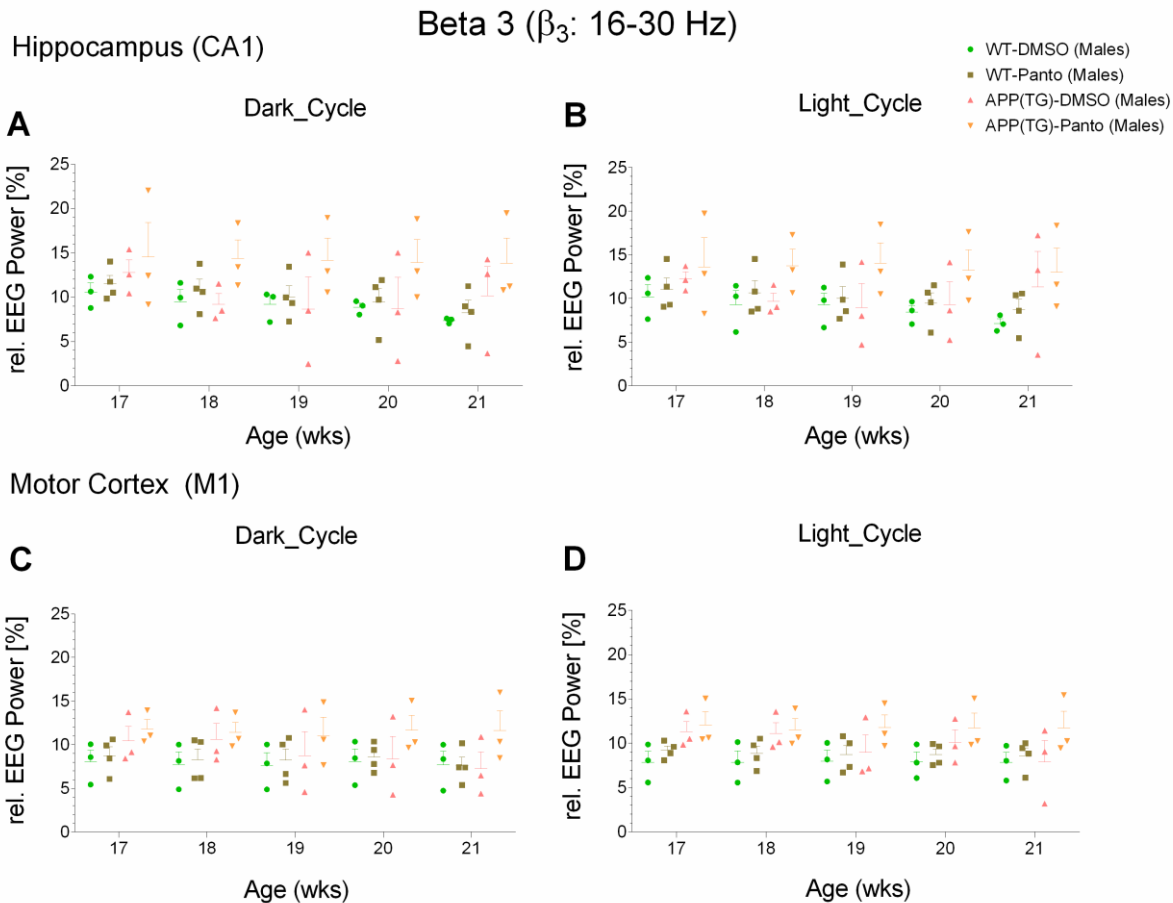 Beta 3 (β3: 16-30 Hz)
Hippocampus (CA1)
WT-DMSO (Males)
WT-Panto (Males)
APP(TG)-DMSO (Males)
APP(TG)-Panto (Males)
A
Dark_Cycle
B
Light_Cycle
rel. EEG Power [%]
25
20
15
10
5
0
17 18 19 20 21
Age (wks)
rel. EEG Power [%]
25
20
15
10
5
0
17 18 19 20 21
Age (wks)
Motor Cortex (M1)
C
Dark_Cycle
D
Light_Cycle
rel. EEG Power [%]
25
20
15
10
5
0
17 18 19 20 21
Age (wks)
rel. EEG Power [%]
25
20
15
10
5
0
17 18 19 20 21
Age (wks)